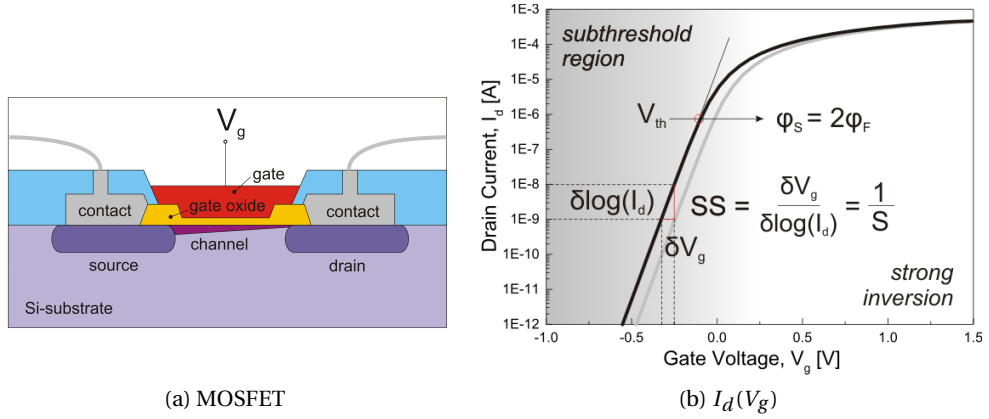 V_g
gate
contact
gate oxide
contact
channel
source
drain
Si-substrate
(a) MOSFET
Drain Current, I_d [A]
1E-3
1E-4
1E-5
1E-6
1E-7
1E-8
1E-9
1E-10
1E-11
1E-12
subthreshold
region
V_th
φ_S = 2φ_F
δlog(I_d)
SS = δV_g / δlog(I_d) = 1 / S
δV_g
strong
inversion
-1.0 -0.5 0.0 0.5 1.0 1.5
Gate Voltage, V_g [V]
(b) I_d(V_g)